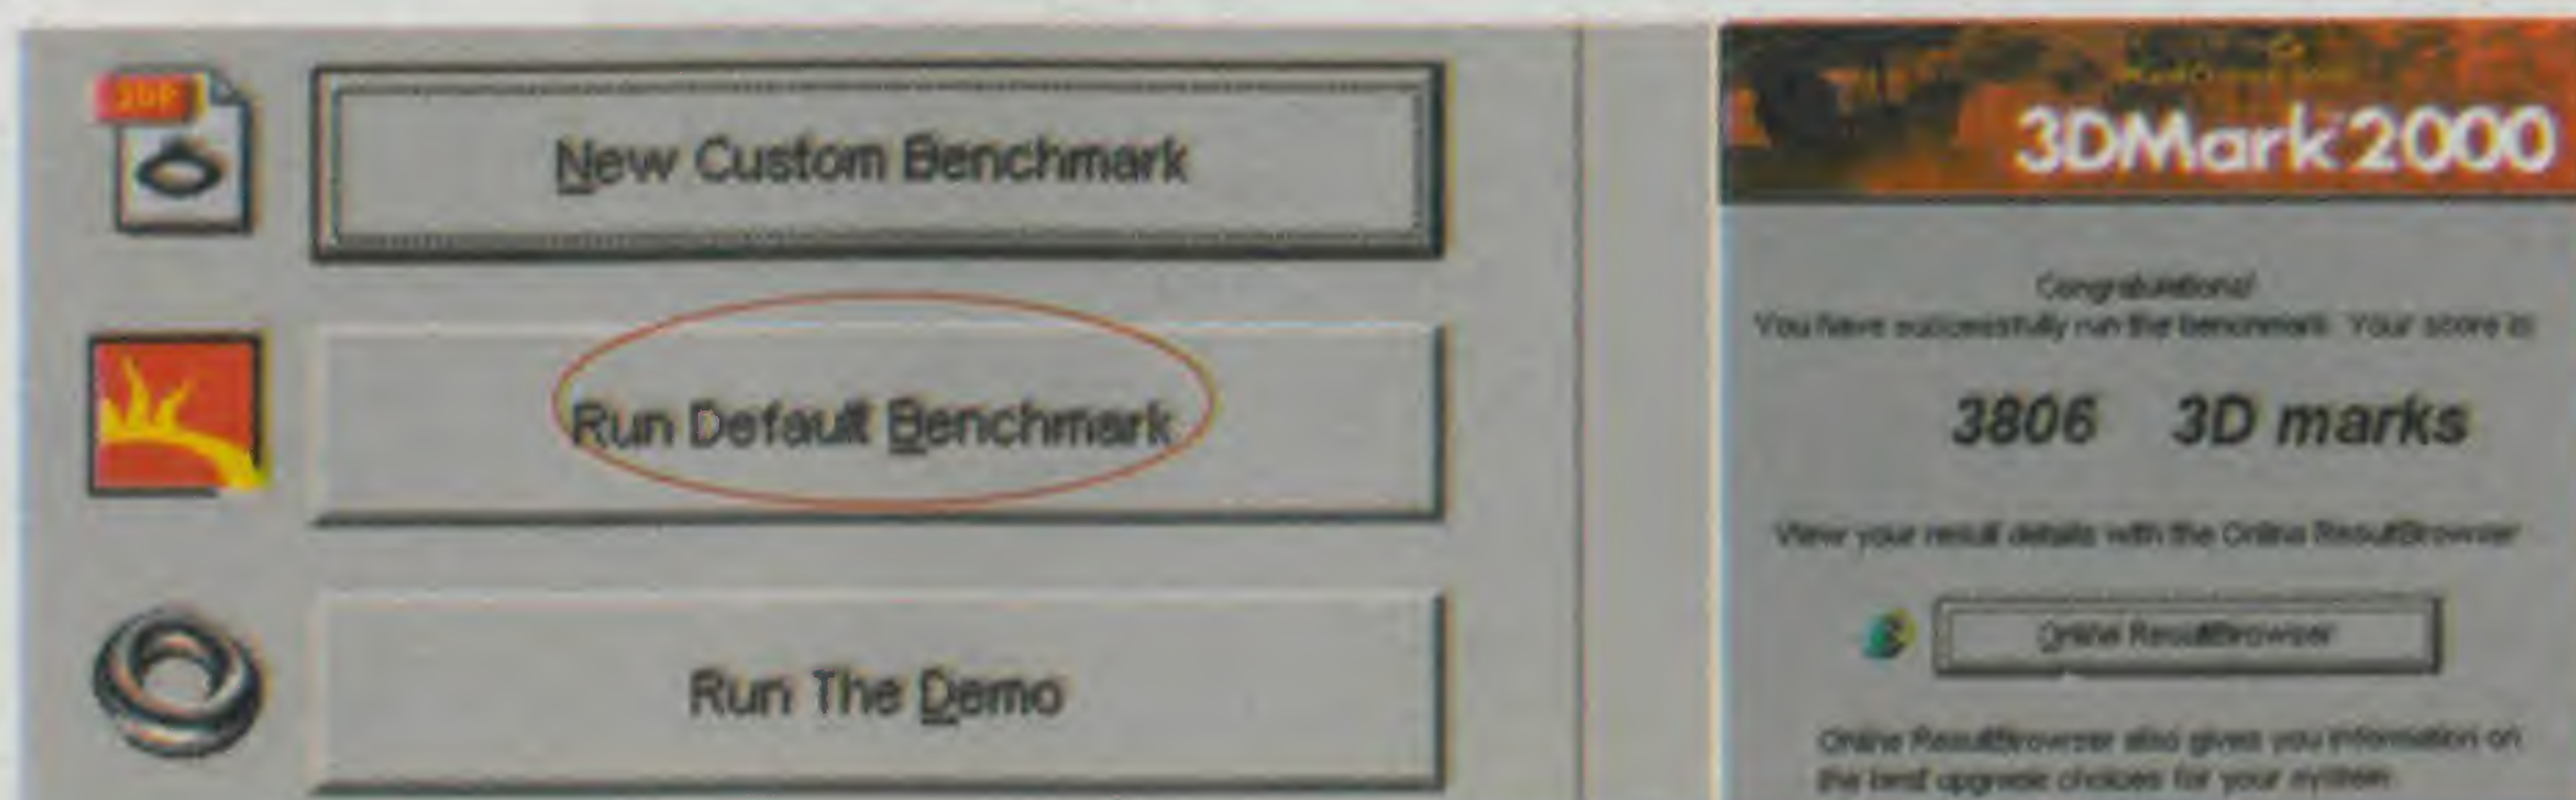 New Custom Benchmark
Run Default Benchmark
Run The Demo
3DMark 2000
Congratulations!
You have successfully run the benchmark. Your score is:
3806 3D marks
View your result details with the Online ResultBrowser
Online ResultBrowser
Online ResultBrowser also gives you information on
the best upgrade choices for your system.